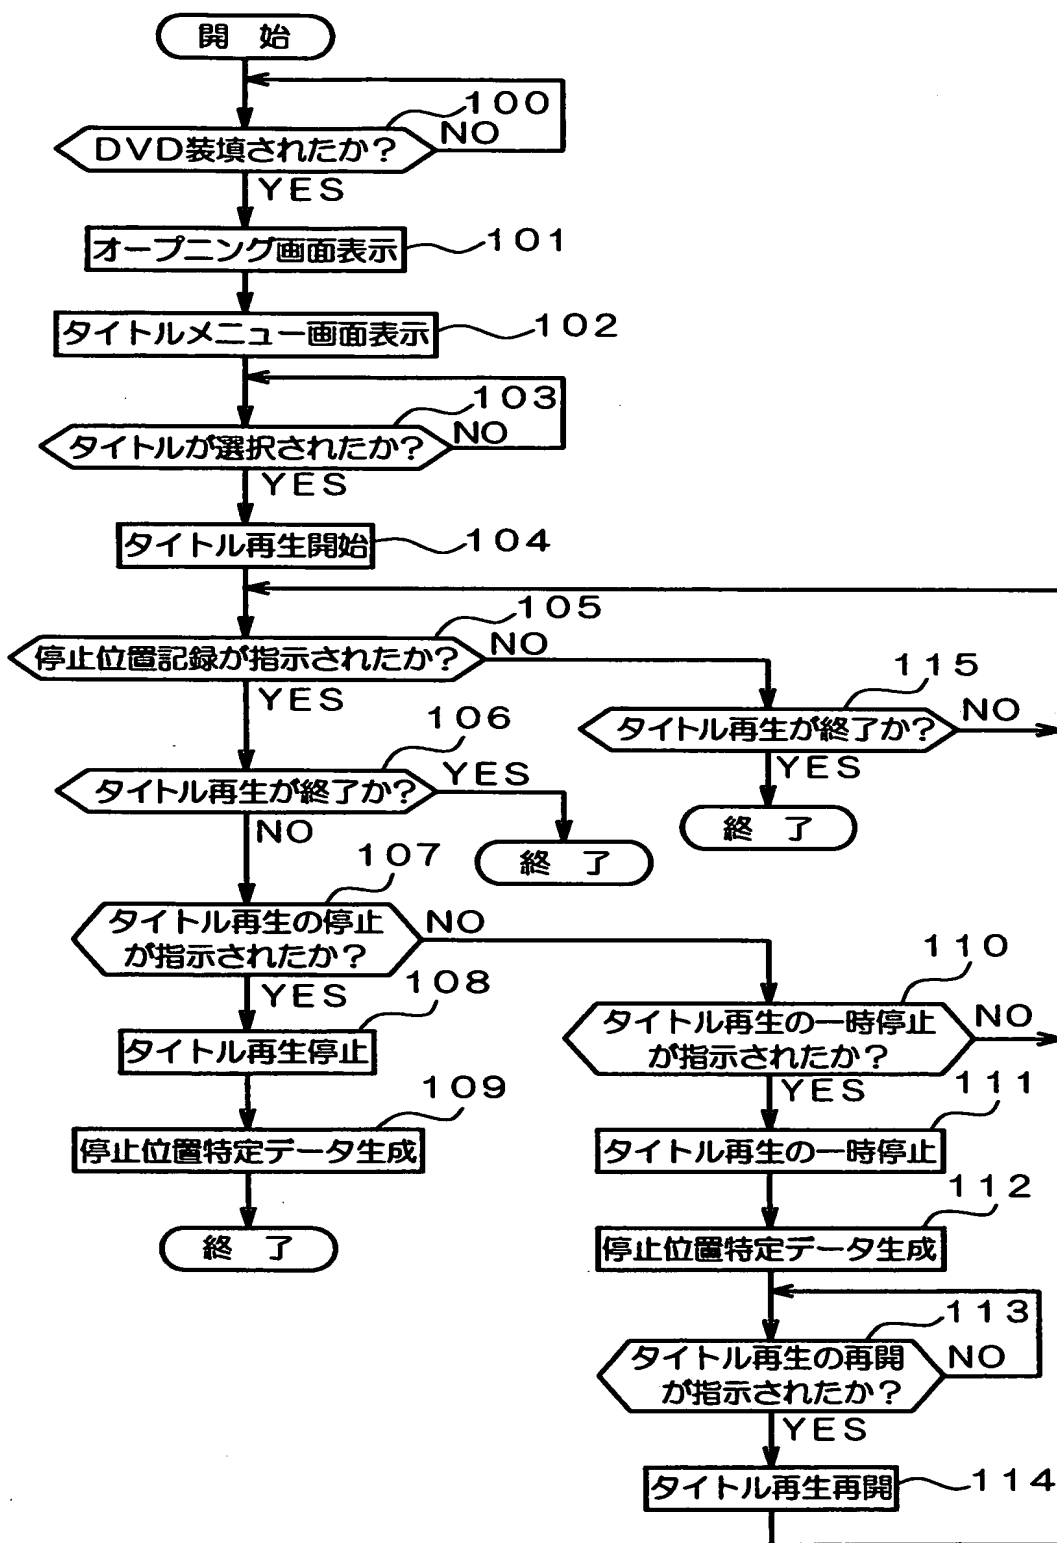 開 始
100
DVD装填されたか?
NO
YES
オープニング画面表示
101
タイトルメニュー画面表示
102
103
タイトルが選択されたか?
NO
YES
タイトル再生開始
104
105
停止位置記録が指示されたか?
NO
YES
115
タイトル再生が終了か?
NO
YES
終 了
106
タイトル再生が終了か?
YES
NO
終 了
107
タイトル再生の停止
が指示されたか?
NO
YES
108
タイトル再生停止
109
停止位置特定データ生成
終 了
110
タイトル再生の一時停止
が指示されたか?
NO
YES
111
タイトル再生の一時停止
112
停止位置特定データ生成
113
タイトル再生の再開
が指示されたか?
NO
YES
タイトル再生再開
114